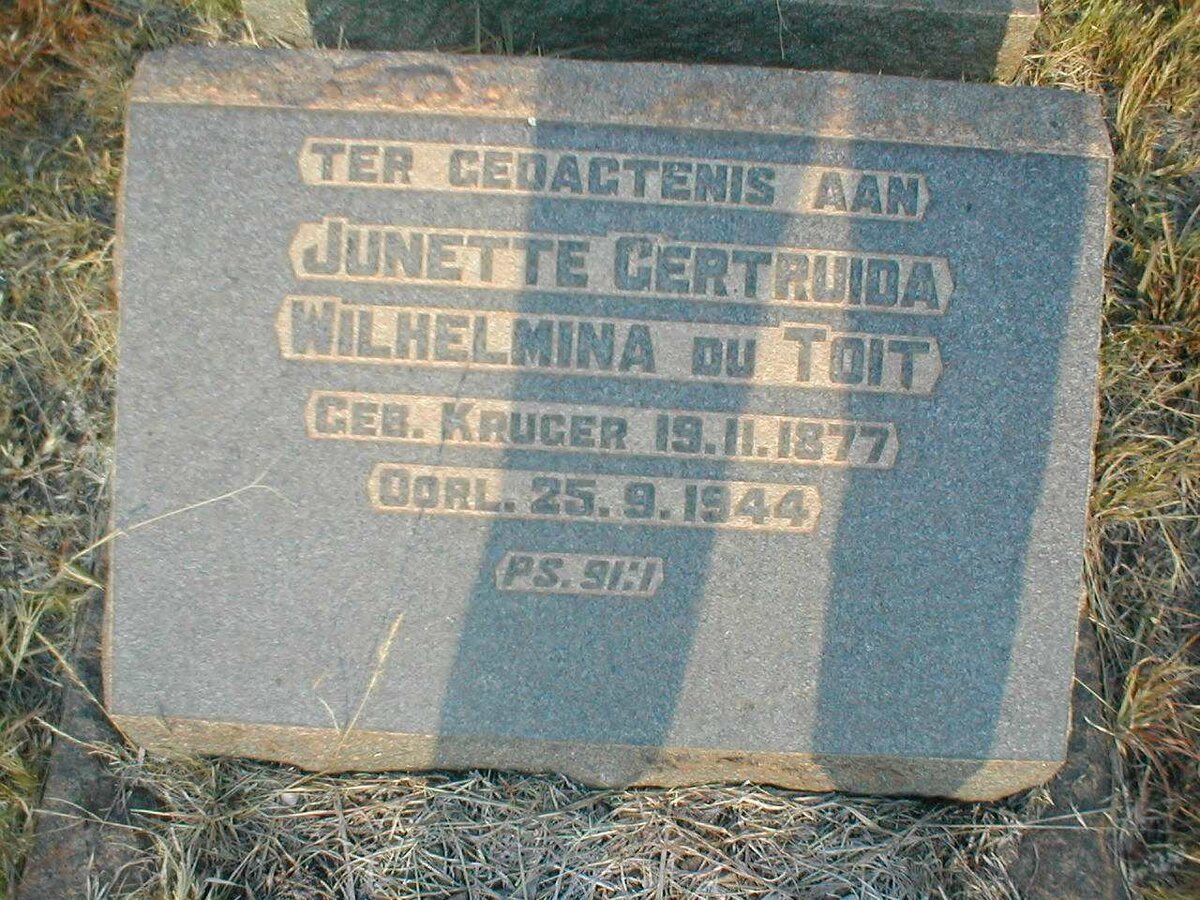 TER GEDACTENIS AAN
JUNETTE GERTRUIDA
WILHELMINA DU TOIT
GEB. KRUGER 19.11.1877
OORL. 25.9.1944
PS. 91:1